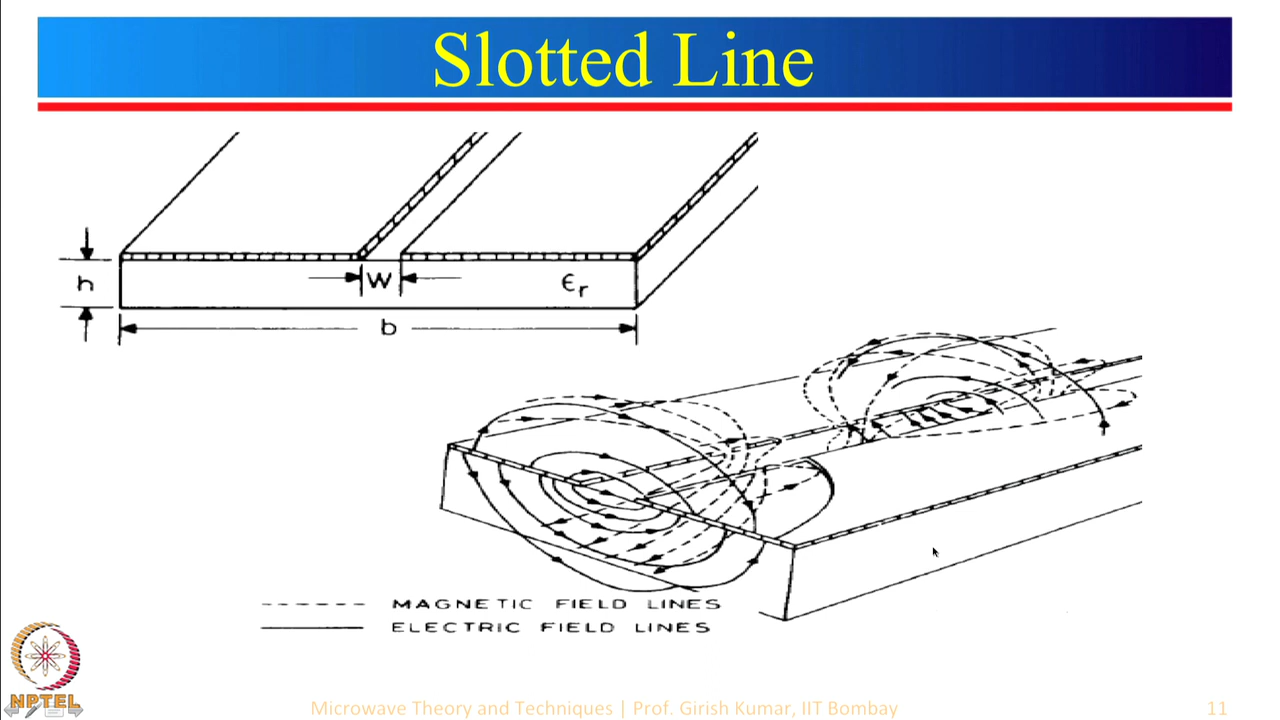 Slotted Line
h
W
εr
b
MAGNETIC FIELD LINES
ELECTRIC FIELD LINES
NPTEL
Microwave Theory and Techniques | Prof. Girish Kumar, IIT Bombay
11